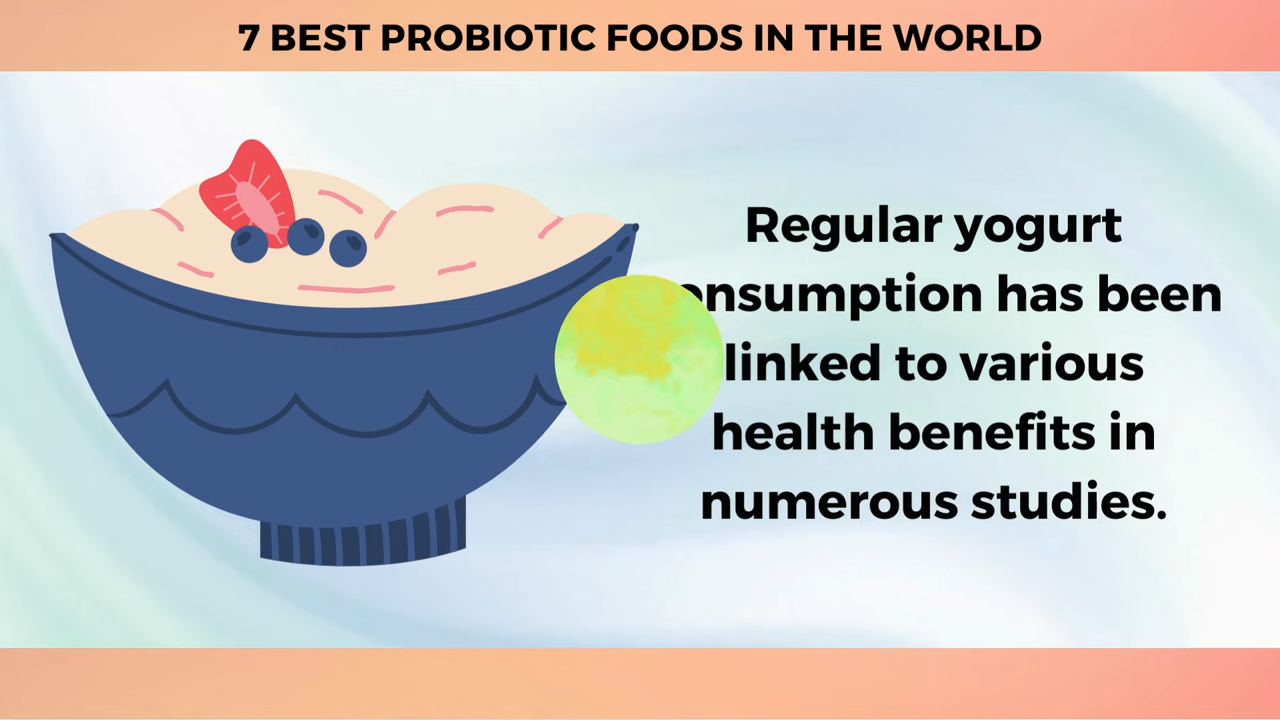 7 BEST PROBIOTIC FOODS IN THE WORLD
Regular yogurt
onsumption has been
linked to various
health benefits in
numerous studies.